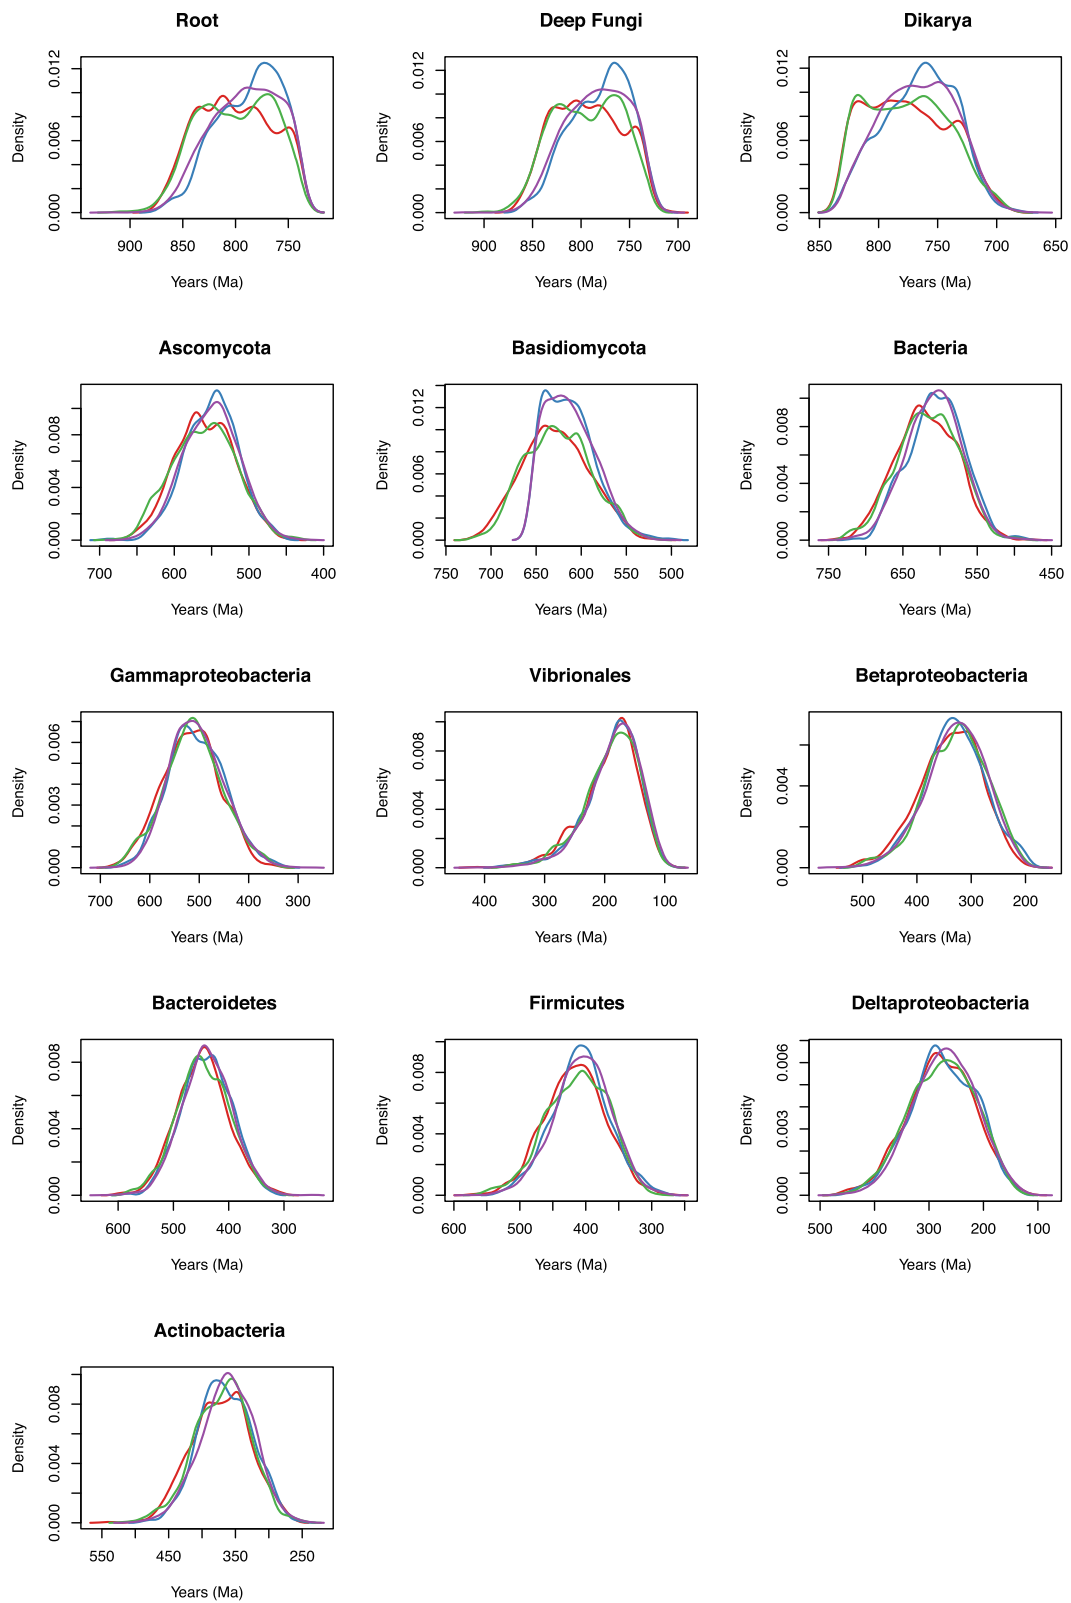 Root
Deep Fungi
Dikarya
Density
0.000 0.006 0.012
900 850 800 750
Years (Ma)
Density
0.000 0.006 0.012
900 850 800 750 700
Years (Ma)
Density
0.000 0.006 0.012
850 800 750 700 650
Years (Ma)
Ascomycota
Basidiomycota
Bacteria
Density
0.000 0.004 0.008
700 600 500 400
Years (Ma)
Density
0.000 0.006 0.012
750 700 650 600 550 500
Years (Ma)
Density
0.000 0.004 0.008
750 650 550 450
Years (Ma)
Gammaproteobacteria
Vibrionales
Betaproteobacteria
Density
0.000 0.003 0.006
700 600 500 400 300
Years (Ma)
Density
0.000 0.004 0.008
400 300 200 100
Years (Ma)
Density
0.000 0.004
500 400 300 200
Years (Ma)
Bacteroidetes
Firmicutes
Deltaproteobacteria
Density
0.000 0.004 0.008
600 500 400 300
Years (Ma)
Density
0.000 0.004 0.008
600 500 400 300
Years (Ma)
Density
0.000 0.003 0.006
500 400 300 200 100
Years (Ma)
Actinobacteria
Density
0.000 0.004 0.008
550 450 350 250
Years (Ma)